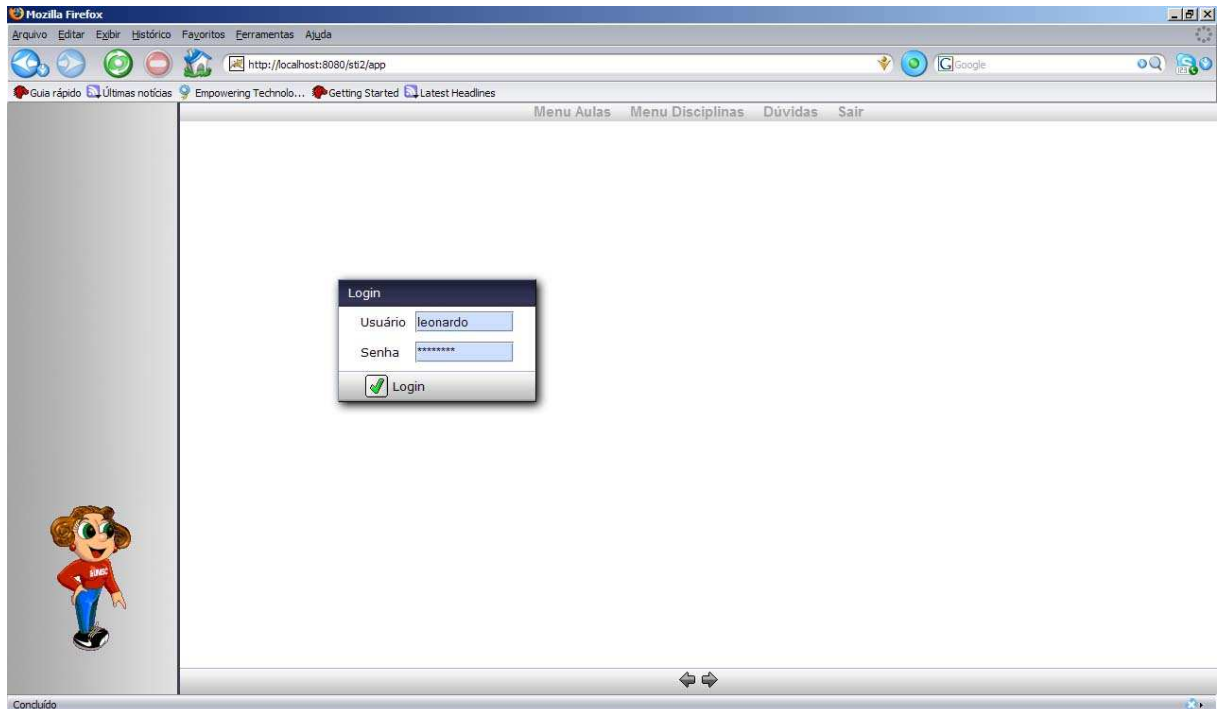 Mozilla Firefox
Arquivo Editar Exibir Histórico Favoritos Ferramentas Ajuda
http://localhost:8080/sti2/app
Google
Guia rápido Últimas notícias Empowering Technolo... Getting Started Latest Headlines
Menu Aulas Menu Disciplinas Dúvidas Sair
Login
Usuário leonardo
Senha ********
Login
Concluído